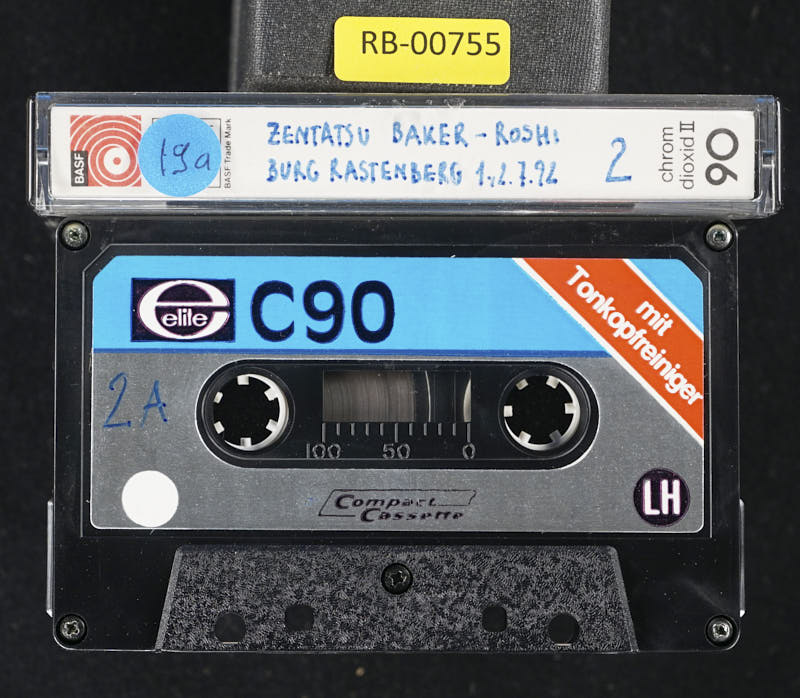 RB-00755
BASF
19a
BASF Trade Mark
ZENTATSU BAKER-ROSHI
BURG RASTENBERG 1.,2.7.92
2
chrom
dioxid II
90
e
elite
C90
mit
Tonkopfreiniger
2A
100 50 0
Compact
Cassette
LH